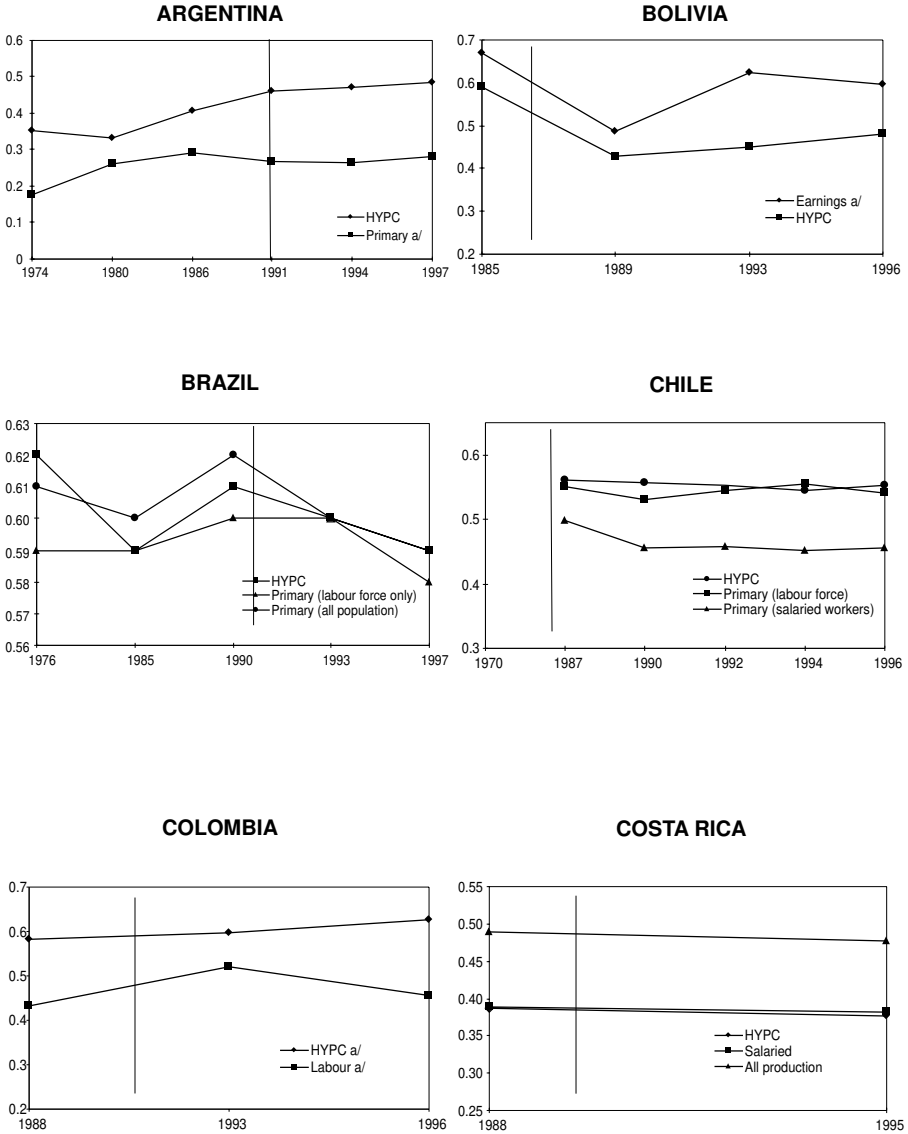 ARGENTINA
0.6
0.5
0.4
0.3
0.2
0.1
0
HYPC
Primary a/
1974 1980 1986 1991 1994 1997
BOLIVIA
0.7
0.6
0.5
0.4
0.3
0.2
Earnings a/
HYPC
1985 1989 1993 1996
BRAZIL
0.63
0.62
0.61
0.60
0.59
0.58
0.57
0.56
HYPC
Primary (labour force only)
Primary (all population)
1976 1985 1990 1993 1997
CHILE
0.6
0.5
0.4
0.3
HYPC
Primary (labour force)
Primary (salaried workers)
1970 1987 1990 1992 1994 1996
COLOMBIA
0.7
0.6
0.5
0.4
0.3
0.2
HYPC a/
Labour a/
1988 1993 1996
COSTA RICA
0.55
0.50
0.45
0.40
0.35
0.30
0.25
HYPC
Salaried
All production
1988 1995